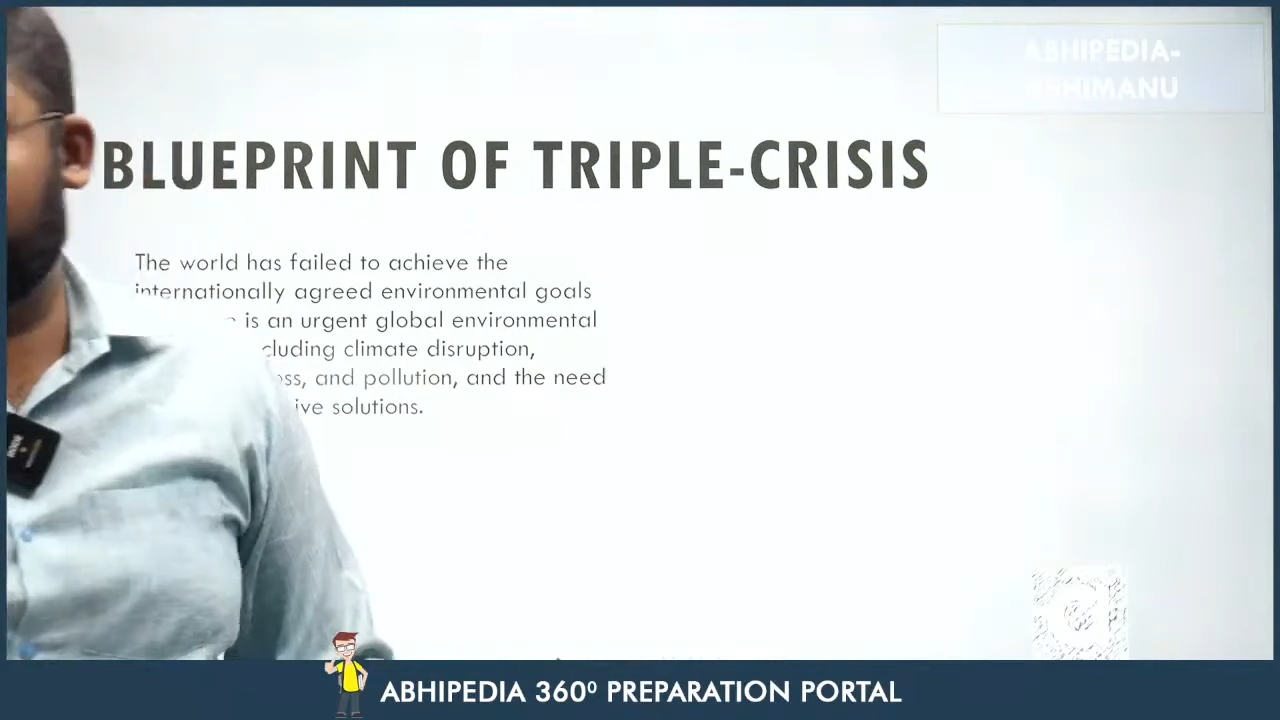 ABHIPEDIA-
ABHIMANU
BLUEPRINT OF TRIPLE-CRISIS
The world has failed to achieve the
internationally agreed environmental goals
is an urgent global environmental
climate disruption,
and pollution, and the need
solutions.
ABHIPEDIA 360⁰ PREPARATION PORTAL